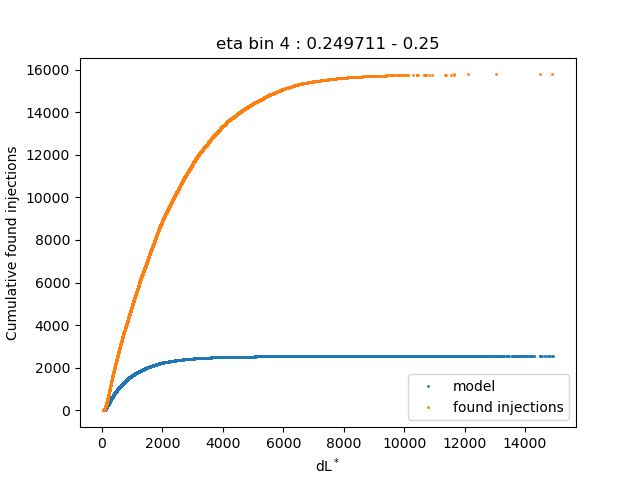 eta bin 4 : 0.249711 - 0.25
Cumulative found injections
16000
14000
12000
10000
8000
6000
4000
2000
0
model
found injections
0 2000 4000 6000 8000 10000 12000 14000
dL*